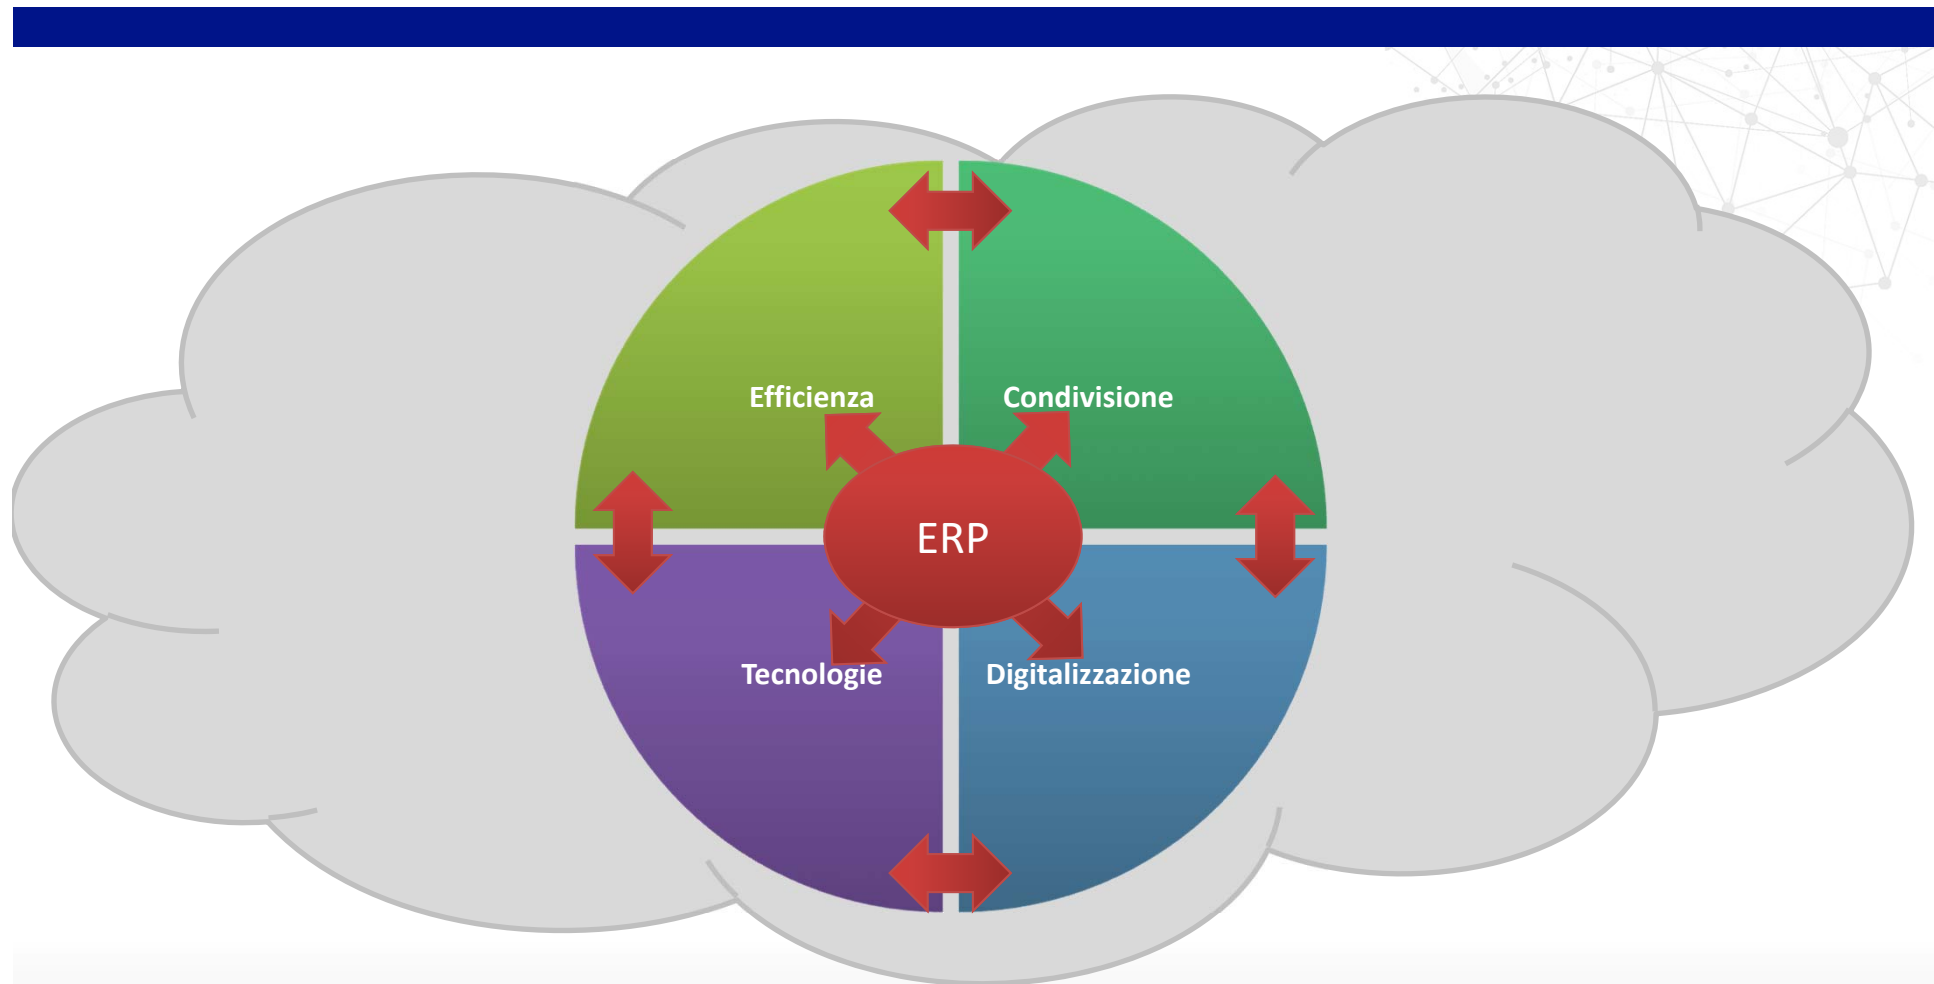 Efficienza
Condivisione
ERP
Tecnologie
Digitalizzazione